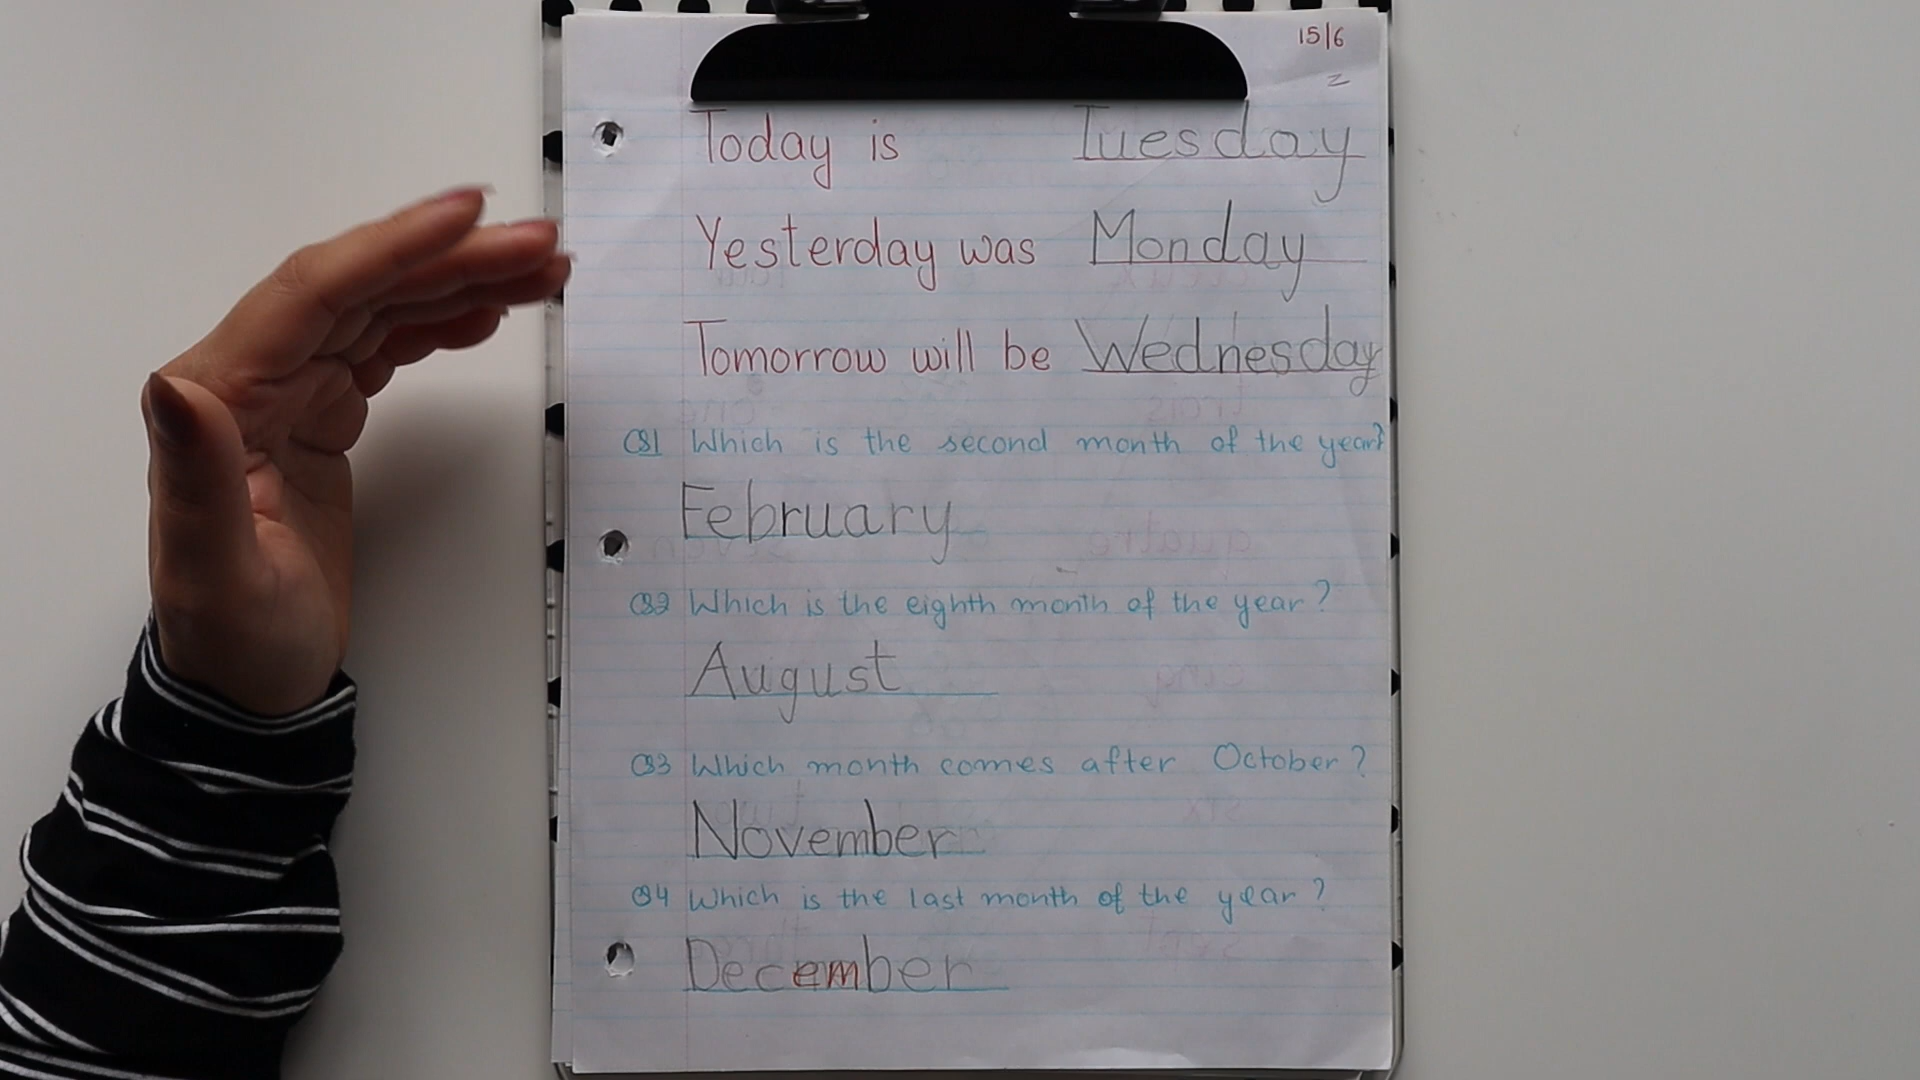 15/6
Today is Tuesday
Yesterday was Monday
Tomorrow will be Wednesday
Q1 Which is the second month of the year?
February
Q2 Which is the eighth month of the year?
August
Q3 Which month comes after October?
November
Q4 Which is the last month of the year?
December